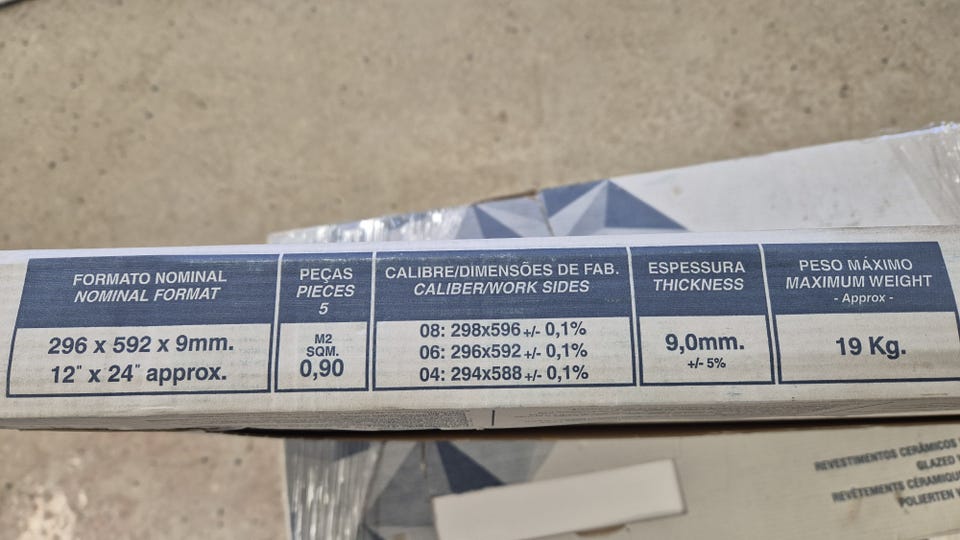 FORMATO NOMINAL
NOMINAL FORMAT
296 x 592 x 9mm.
12" x 24" approx.
PEÇAS
PIECES
5
M2
SQM.
0,90
CALIBRE/DIMENSÕES DE FAB.
CALIBER/WORK SIDES
08: 298x596 +/- 0,1%
06: 296x592 +/- 0,1%
04: 294x588 +/- 0,1%
ESPESSURA
THICKNESS
9,0mm.
+/- 5%
PESO MÁXIMO
MAXIMUM WEIGHT
- Approx -
19 Kg.
REVESTIMENTOS CERÂMICOS
GLAZED
REVÊTEMENTS CÉRAMIQUE
POLIERTEN